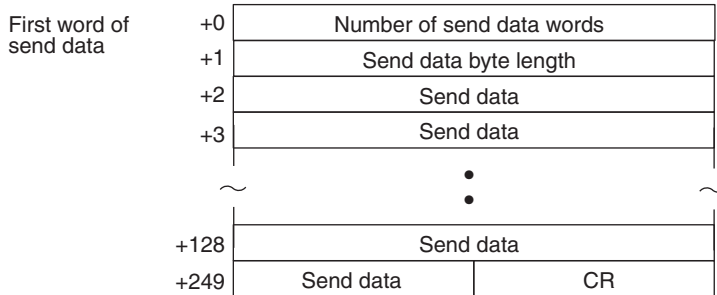 First word of +0 Number of send data words
send data
+1 Send data byte length
+2 Send data
+3 Send data
+128 Send data
+249 Send data CR